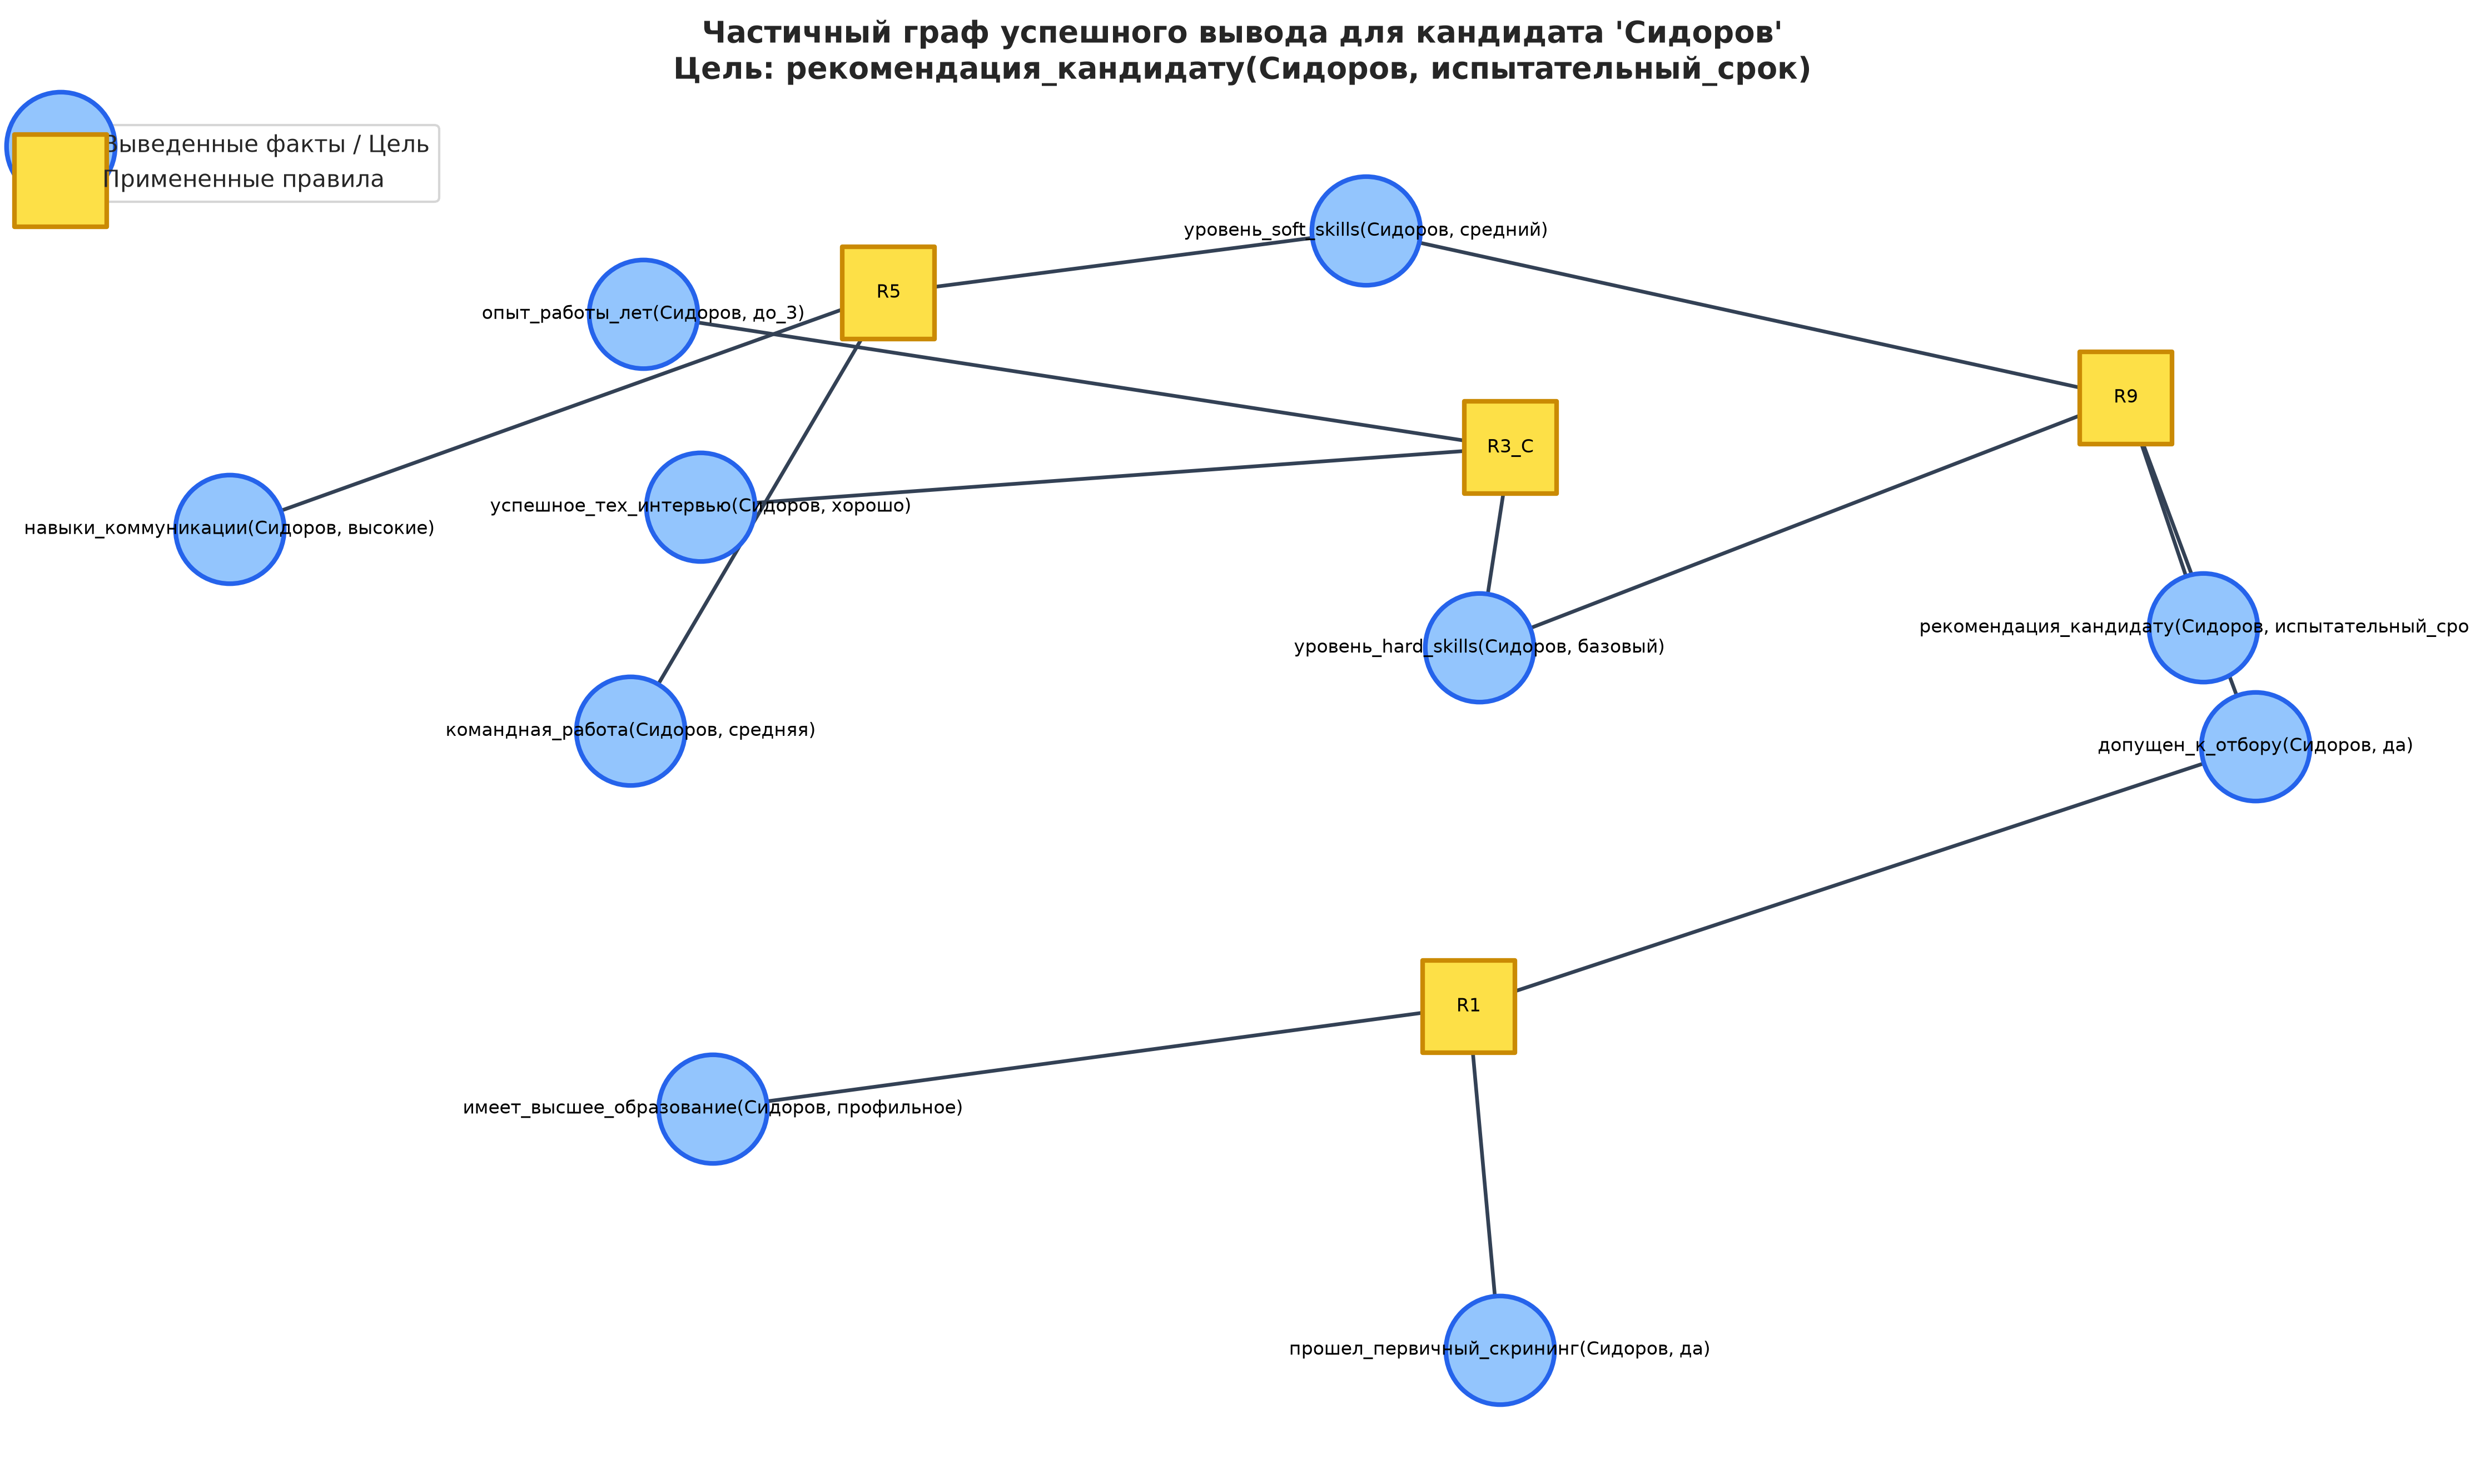 Частичный граф успешного вывода для кандидата 'Сидоров'
Цель: рекомендация_кандидату(Сидоров, испытательный_срок)
Выведенные факты / Цель
Примененные правила
уровень_soft_skills(Сидоров, средний)
R5
опыт_работы_лет(Сидоров, до_3)
R9
R3_C
успешное_тех_интервью(Сидоров, хорошо)
навыки_коммуникации(Сидоров, высокие)
рекомендация_кандидату(Сидоров, испытательный_сро
уровень_hard_skills(Сидоров, базовый)
командная_работа(Сидоров, средняя)
допущен_к_отбору(Сидоров, да)
R1
имеет_высшее_образование(Сидоров, профильное)
прошел_первичный_скрининг(Сидоров, да)